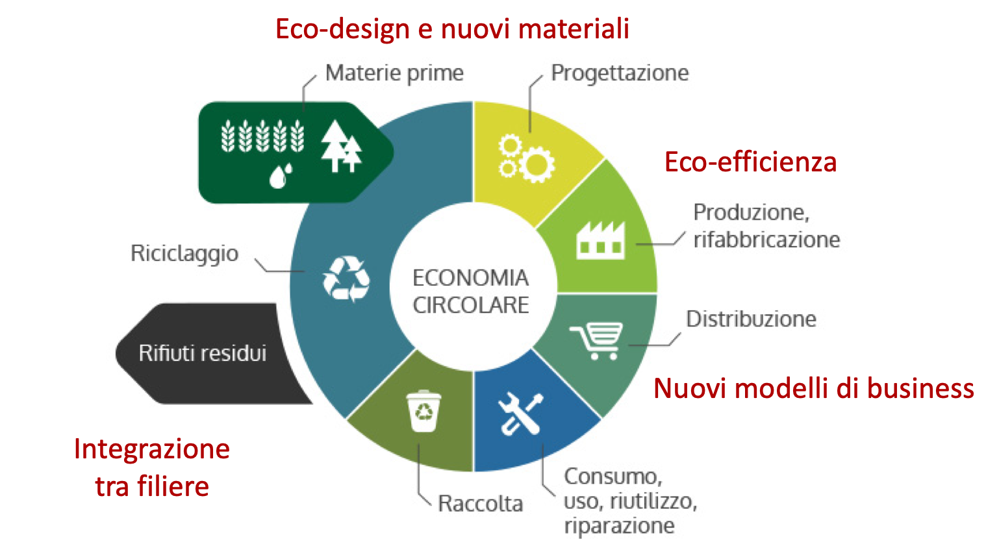 Eco-design e nuovi materiali
Materie prime
Progettazione
Eco-efficienza
Produzione,
rifabbricazione
Riciclaggio
ECONOMIA
CIRCOLARE
Distribuzione
Rifiuti residui
Nuovi modelli di business
Integrazione
tra filiere
Consumo,
uso, riutilizzo,
riparazione
Raccolta